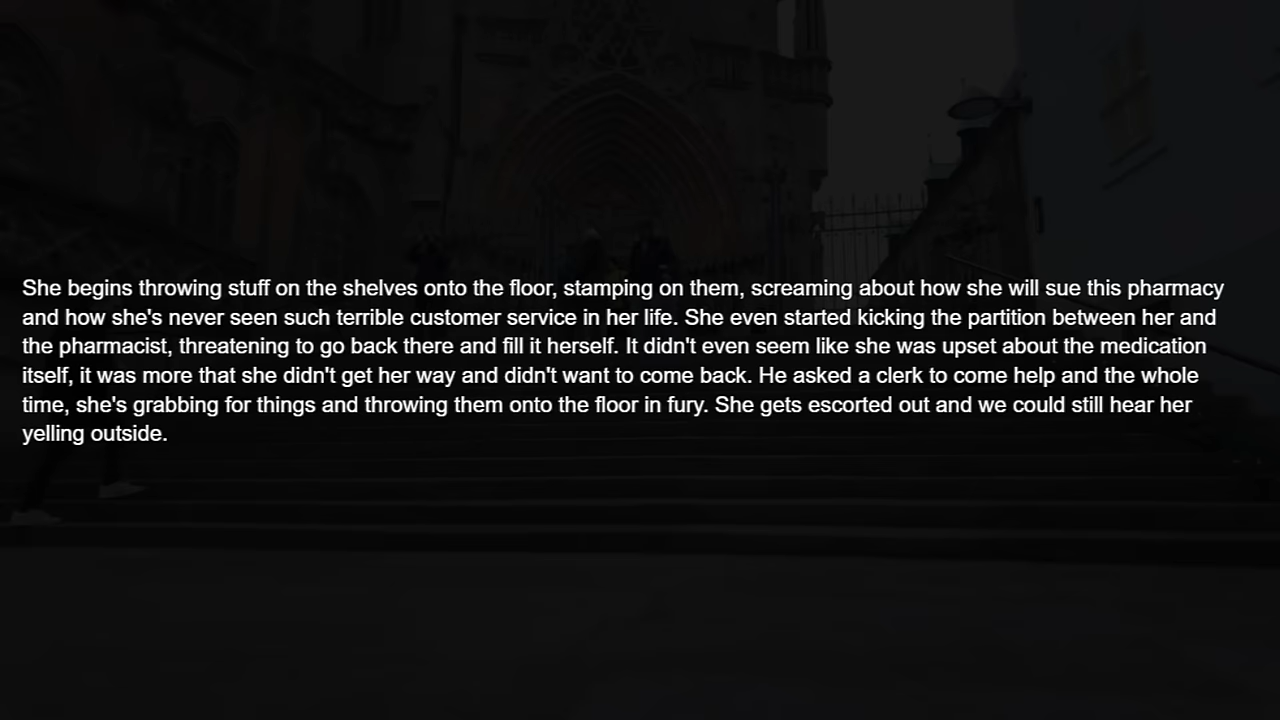 She begins throwing stuff on the shelves onto the floor, stamping on them, screaming about how she will sue this pharmacy
and how she's never seen such terrible customer service in her life. She even started kicking the partition between her and
the pharmacist, threatening to go back there and fill it herself. It didn't even seem like she was upset about the medication
itself, it was more that she didn't get her way and didn't want to come back. He asked a clerk to come help and the whole
time, she's grabbing for things and throwing them onto the floor in fury. She gets escorted out and we could still hear her
yelling outside.